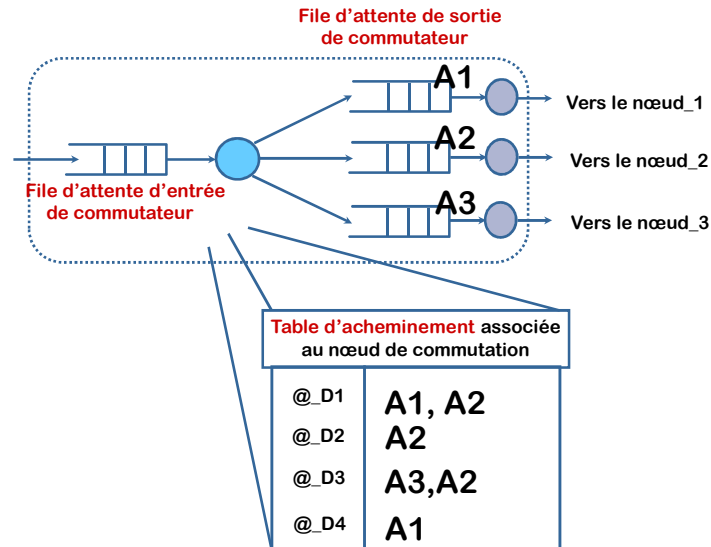 File d'attente de sortie
de commutateur
A1
Vers le nœud_1
A2
Vers le nœud_2
File d'attente d'entrée
de commutateur
A3
Vers le nœud_3
Table d'acheminement associée
au nœud de commutation
@_D1 A1, A2
@_D2 A2
@_D3 A3,A2
@_D4 A1